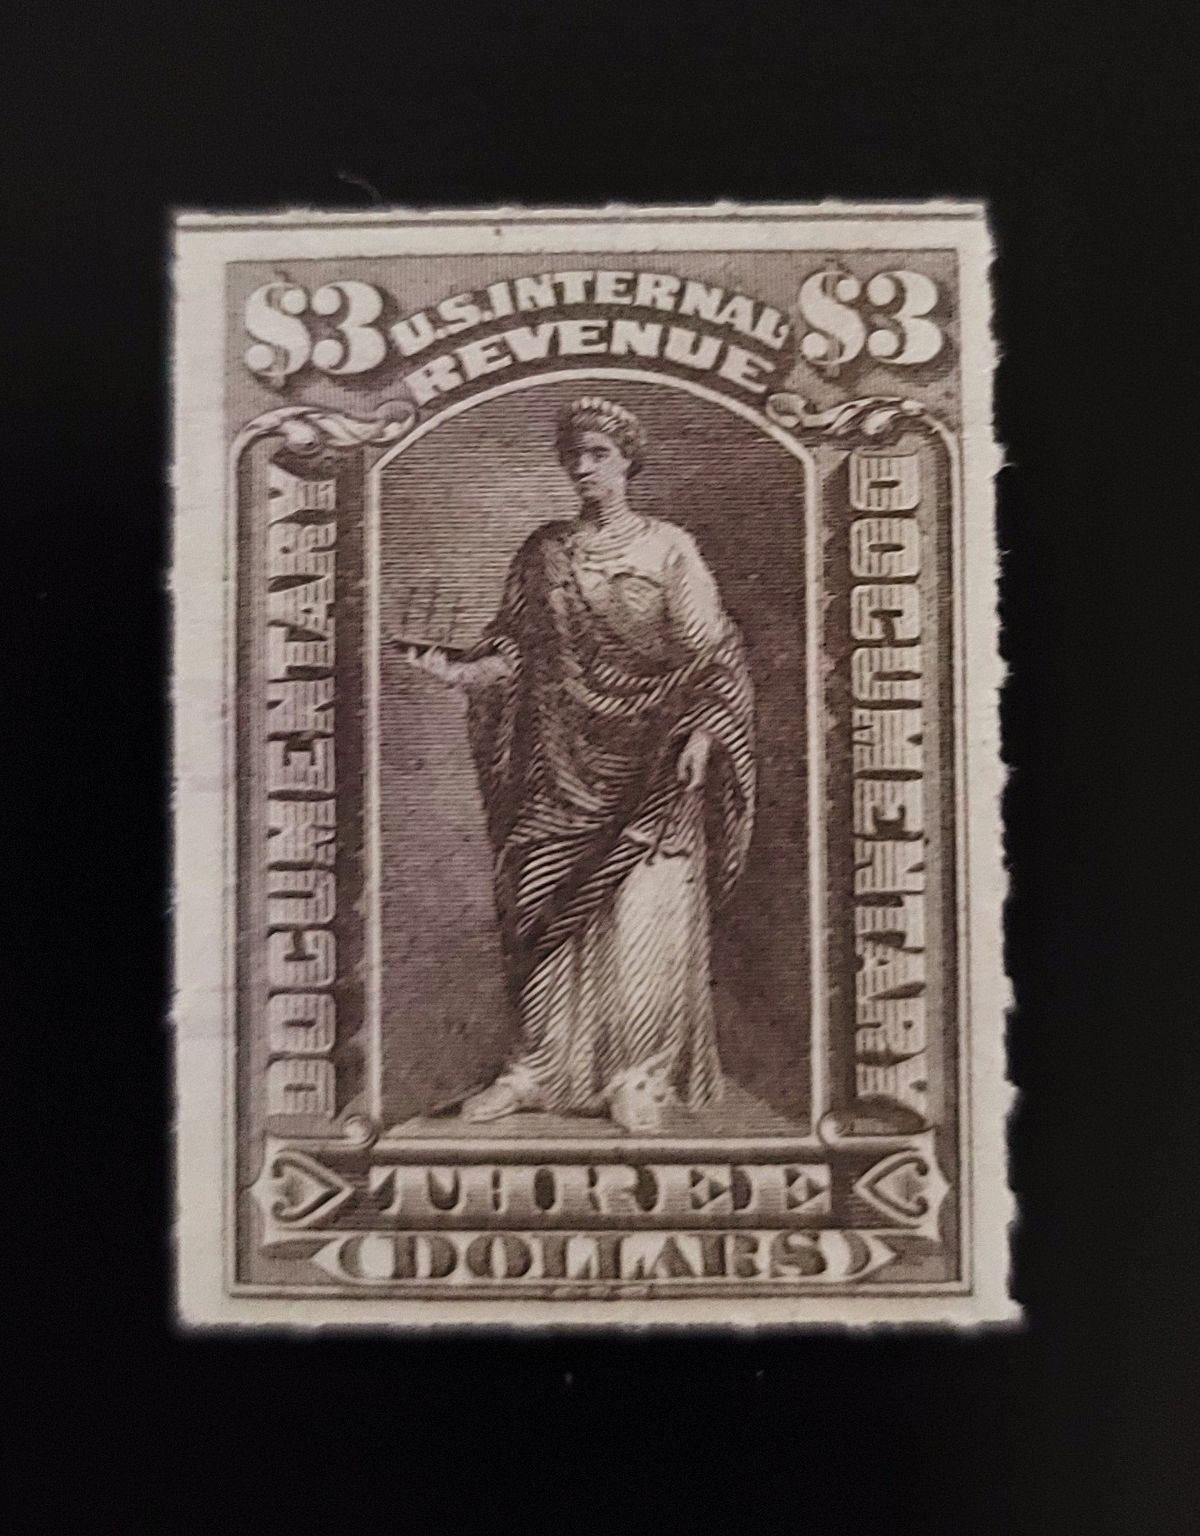 $3 U.S. INTERNAL $3
REVENUE
DOCUMENTARY
DOCUMENTARY
THREE
DOLLARS